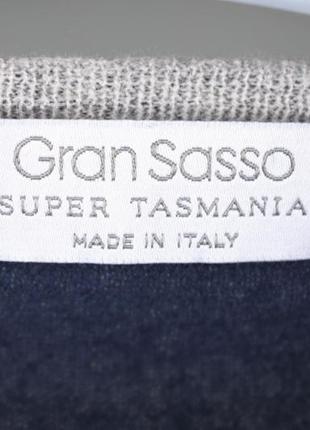 Gran Sasso
SUPER TASMANIA
MADE IN ITALY